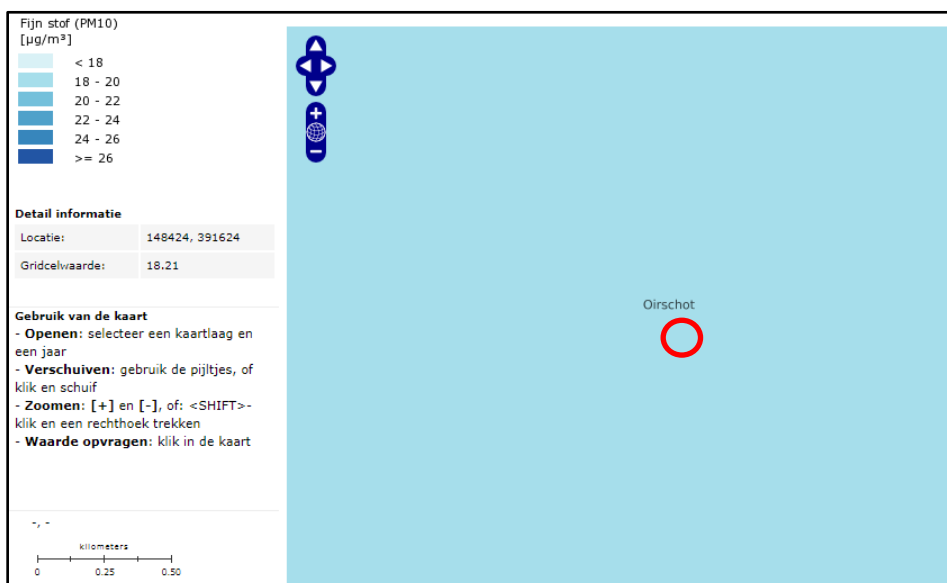 Fijn stof (PM10)
[µg/m³]
< 18
18 - 20
20 - 22
22 - 24
24 - 26
>= 26
Detail informatie
Locatie: 148424, 391624
Gridcelwaarde: 18.21
Gebruik van de kaart
- Openen: selecteer een kaartlaag en
een jaar
- Verschuiven: gebruik de pijltjes, of
klik en schuif
- Zoomen: [+] en [-], of: <SHIFT>-
klik en een rechthoek trekken
- Waarde opvragen: klik in de kaart
-, -
kilometers
0 0.25 0.50
+
−
Oirschot